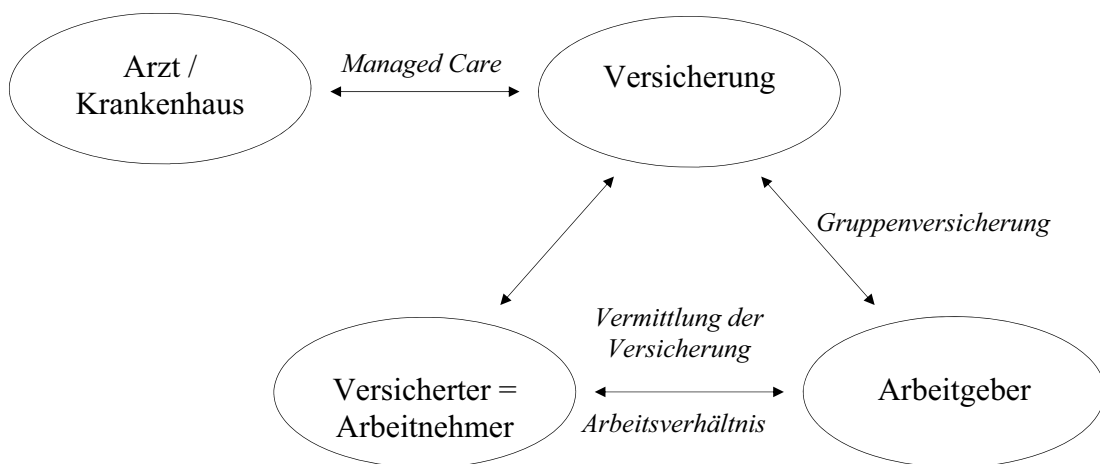 Arzt /
Krankenhaus
Managed Care
Versicherung
Gruppenversicherung
Vermittlung der
Versicherung
Versicherter =
Arbeitnehmer
Arbeitsverhältnis
Arbeitgeber